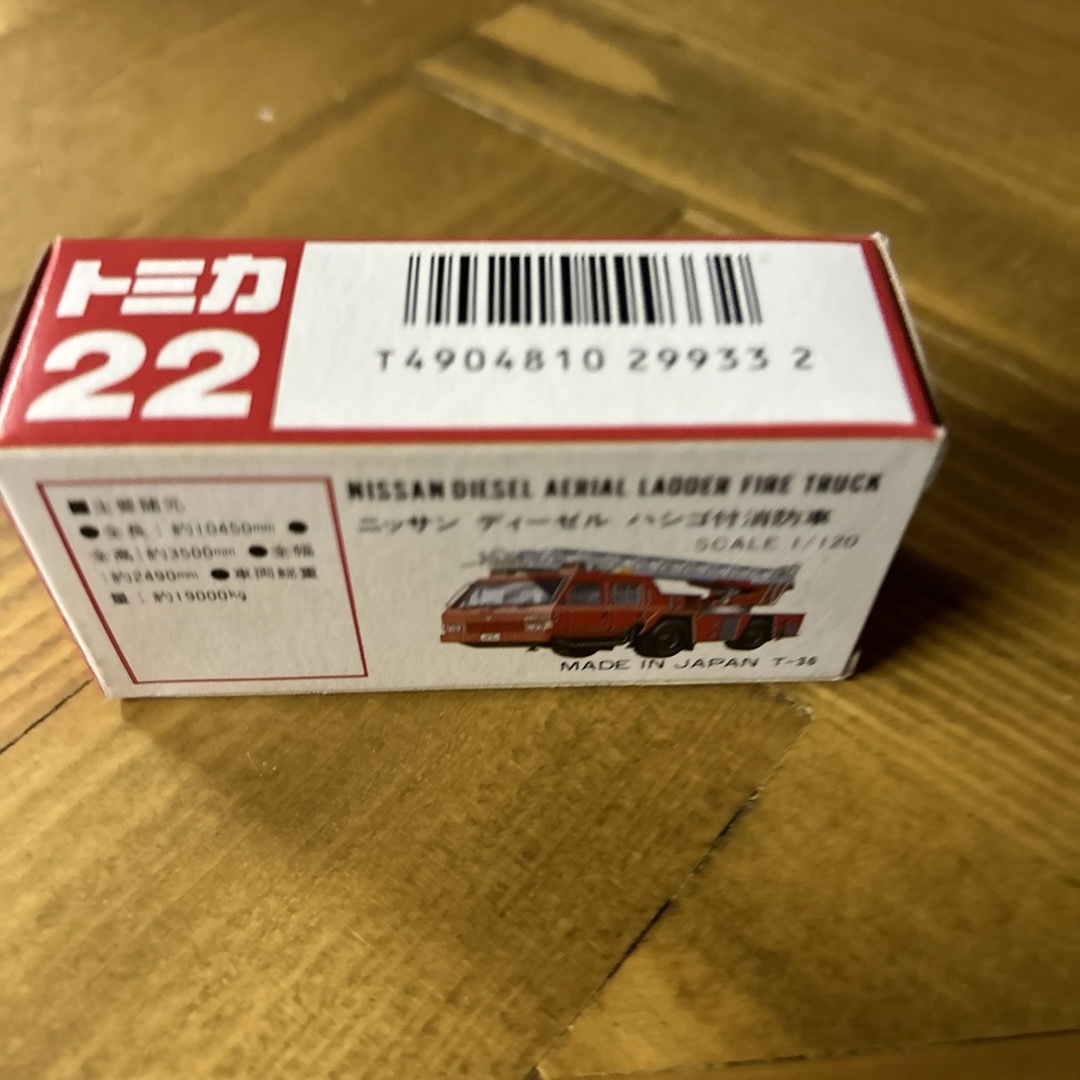 トミカ
22
T4904810 29933 2
■主要諸元
●全長：約10450mm ●
全高：約3500mm ●全幅
：約2490mm ●車両総重
量：約19000kg
NISSAN DIESEL AERIAL LADDER FIRE TRUCK
ニッサン ディーゼル ハシゴ付消防車
SCALE 1/120
MADE IN JAPAN